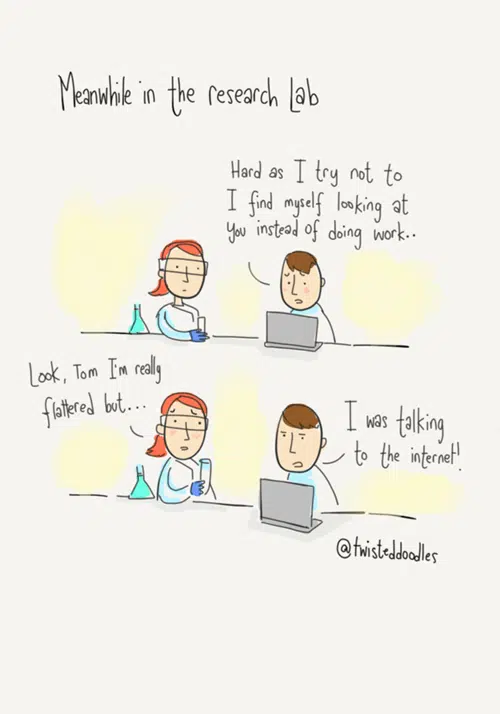 Meanwhile in the research Lab
Hard as I try not to
I find myself looking at
you instead of doing work..
Look, Tom I'm really
flattered but...
I was talking
to the internet!
@twisteddoodles